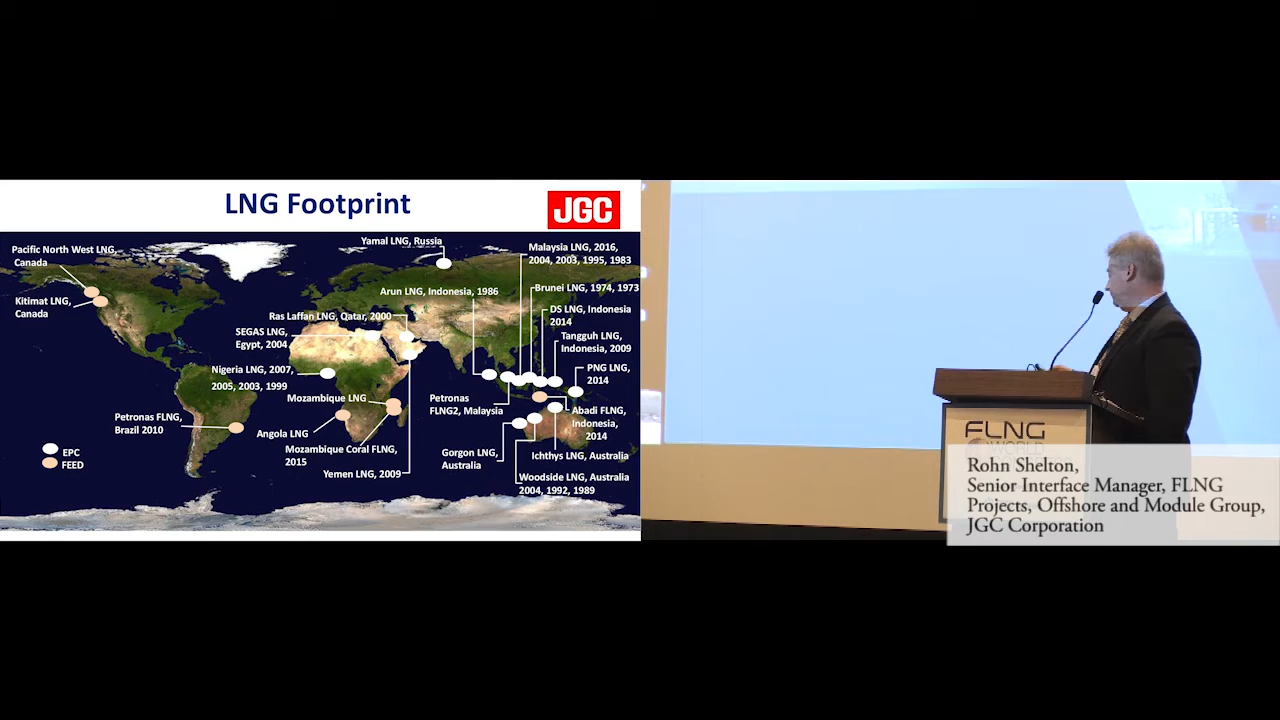 LNG Footprint
JGC
Pacific North West LNG,
Canada
Kitimat LNG,
Canada
Yamal LNG, Russia
Malaysia LNG, 2016,
2004, 2003, 1995, 1983
Arun LNG, Indonesia, 1986
Brunei LNG, 1974, 1973
Ras Laffan LNG, Qatar, 2000
DS LNG, Indonesia
2014
SEGAS LNG,
Egypt, 2004
Tangguh LNG,
Indonesia, 2009
Nigeria LNG, 2007,
2005, 2003, 1999
PNG LNG,
2014
Mozambique LNG
Petronas
FLNG2, Malaysia
Abadi FLNG,
Indonesia,
2014
Petronas FLNG,
Brazil 2010
Angola LNG
Mozambique Coral FLNG,
2015
Gorgon LNG,
Australia
Ichthys LNG, Australia
Yemen LNG, 2009
Woodside LNG, Australia
2004, 1992, 1989
EPC
FEED
FLNG
WORLD
Rohn Shelton,
Senior Interface Manager, FLNG
Projects, Offshore and Module Group,
JGC Corporation